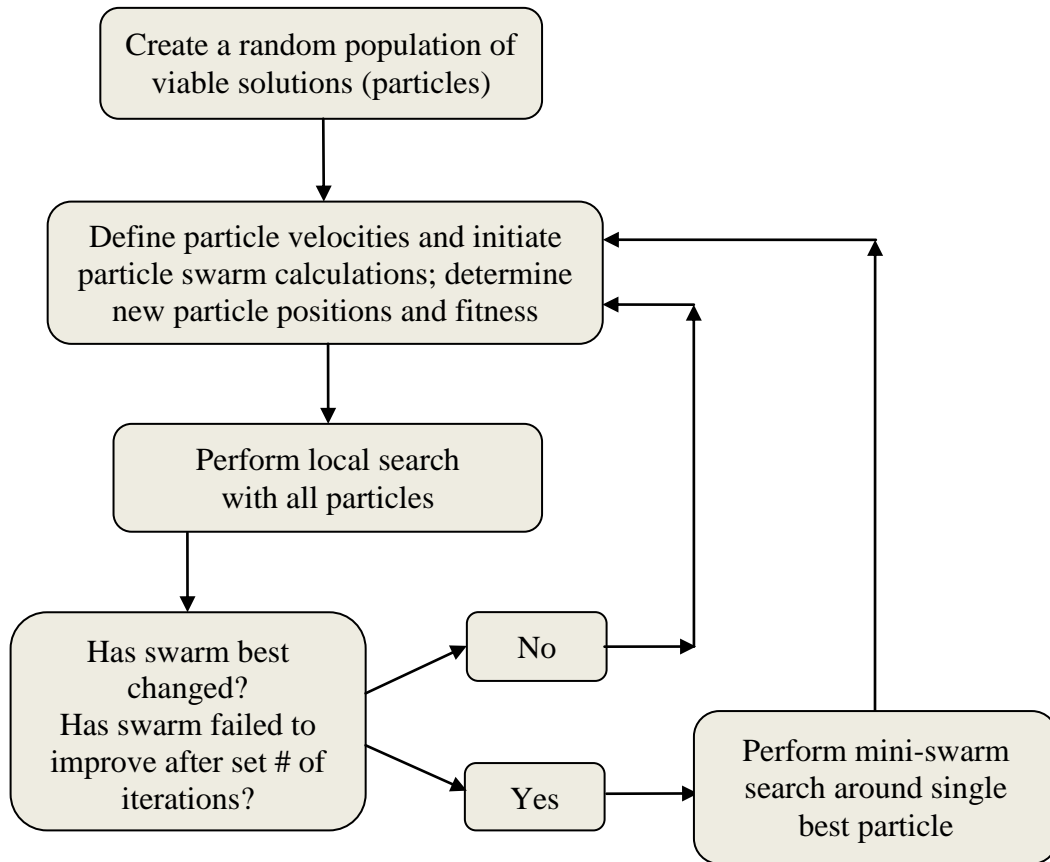 Create a random population of
viable solutions (particles)
Define particle velocities and initiate
particle swarm calculations; determine
new particle positions and fitness
Perform local search
with all particles
Has swarm best
changed?
Has swarm failed to
improve after set # of
iterations?
No
Yes
Perform mini-swarm
search around single
best particle